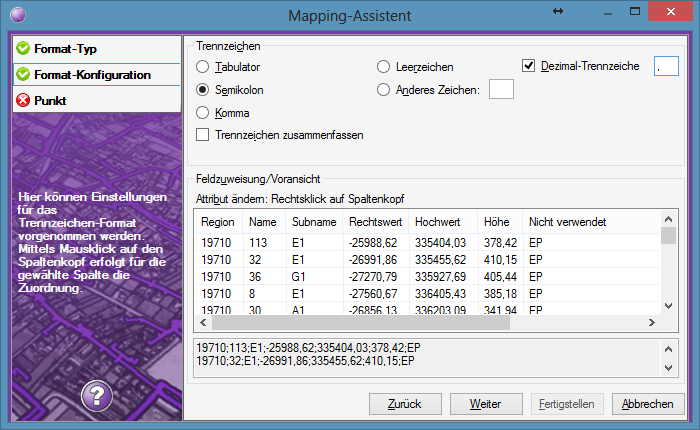 Mapping-Assistent
Format-Typ
Format-Konfiguration
Punkt
Hier können Einstellungen
für das
Trennzeichen-Format
vorgenommen werden.
Mittels Mausklick auf den
Spaltenkopf erfolgt für die
gewählte Spalte die
Zuordnung.
?
Trennzeichen
Tabulator
Leerzeichen
Dezimal-Trennzeiche
,
Semikolon
Anderes Zeichen:
Komma
Trennzeichen zusammenfassen
Feldzuweisung/Voransicht
Attribut ändern: Rechtsklick auf Spaltenkopf
Region Name Subname Rechtswert Hochwert Höhe Nicht verwendet
19710 113 E1 -25988,62 335404,03 378,42 EP
19710 32 E1 -26991,86 335455,62 410,15 EP
19710 36 G1 -27270,79 335927,69 405,44 EP
19710 8 E1 -27560,67 336405,43 385,18 EP
19710 30 A1 -26856,13 336203,09 341,94 EP
19710;113;E1;-25988,62;335404,03;378,42;EP
19710;32;E1;-26991,86;335455,62;410,15;EP
Zurück
Weiter
Fertigstellen
Abbrechen